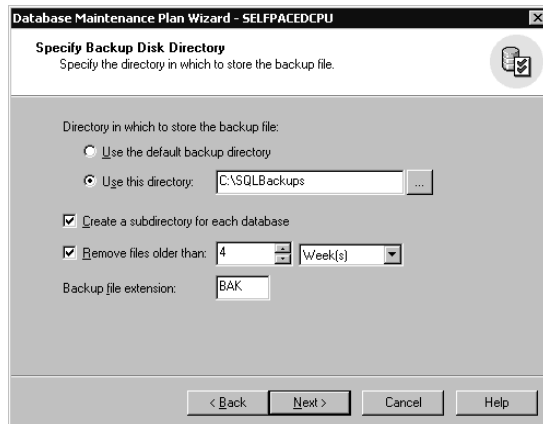 Database Maintenance Plan Wizard - SELFPACEDCPU
Specify Backup Disk Directory
Specify the directory in which to store the backup file.
Directory in which to store the backup file:
Use the default backup directory
Use this directory: C:\SQLBackups ...
Create a subdirectory for each database
Remove files older than: 4 Week(s)
Backup file extension: BAK
< Back Next > Cancel Help